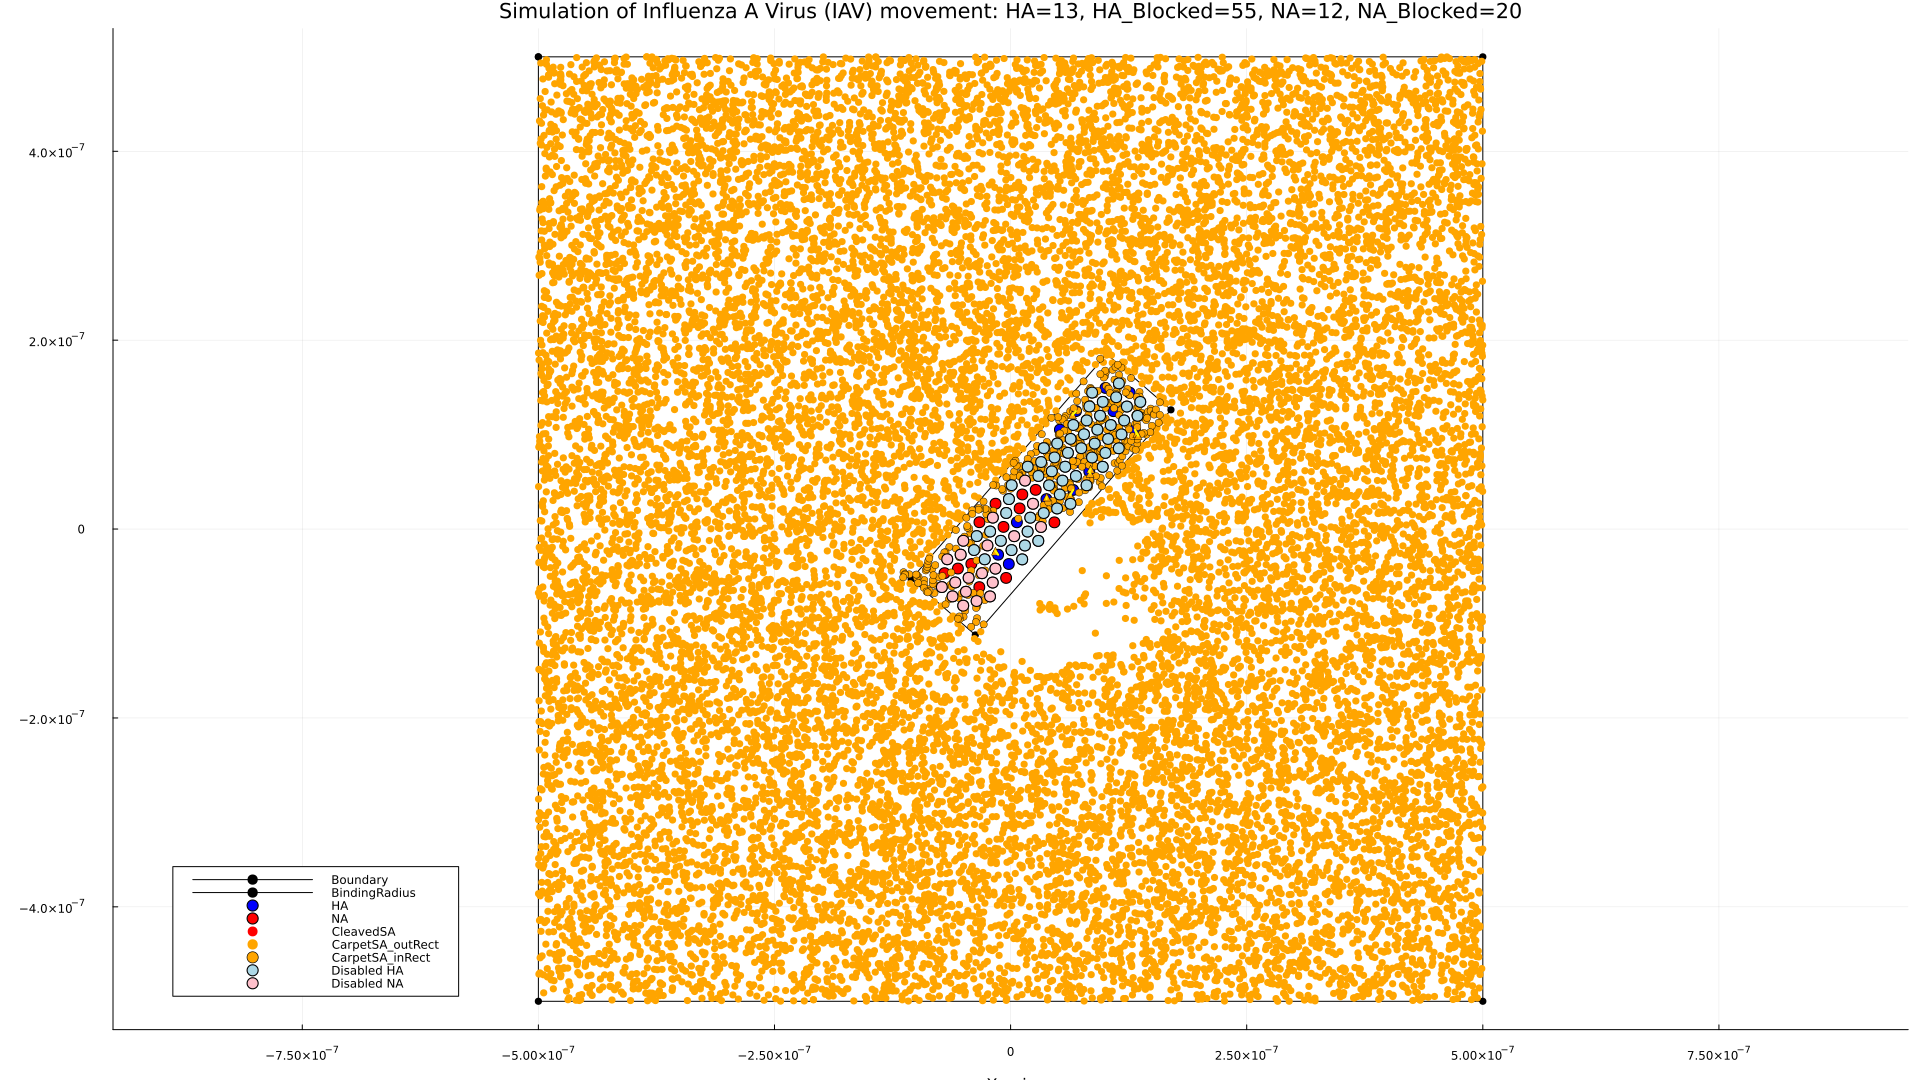 Simulation of Influenza A Virus (IAV) movement: HA=13, HA_Blocked=55, NA=12, NA_Blocked=20
4.0×10⁻⁷
2.0×10⁻⁷
0
−2.0×10⁻⁷
−4.0×10⁻⁷
Boundary
BindingRadius
HA
NA
CleavedSA
CarpetSA_outRect
CarpetSA_inRect
Disabled HA
Disabled NA
−7.50×10⁻⁷ −5.00×10⁻⁷ −2.50×10⁻⁷ 0 2.50×10⁻⁷ 5.00×10⁻⁷ 7.50×10⁻⁷